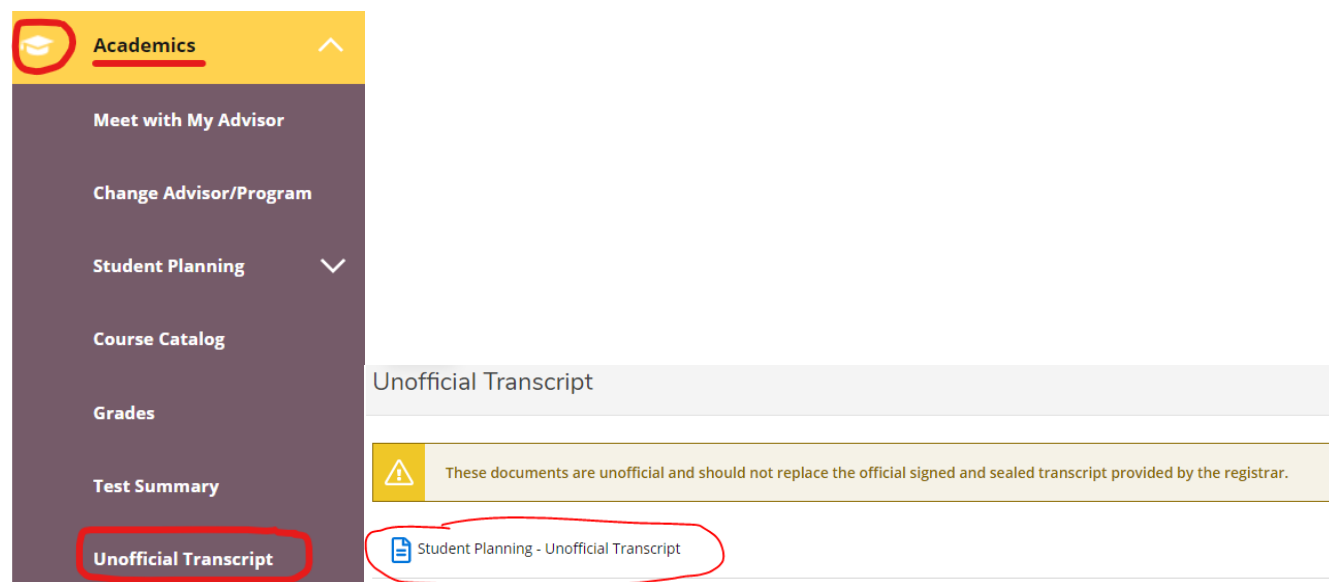 Academics
Meet with My Advisor
Change Advisor/Program
Student Planning
Course Catalog
Grades
Test Summary
Unofficial Transcript
Unofficial Transcript
These documents are unofficial and should not replace the official signed and sealed transcript provided by the registrar.
Student Planning - Unofficial Transcript